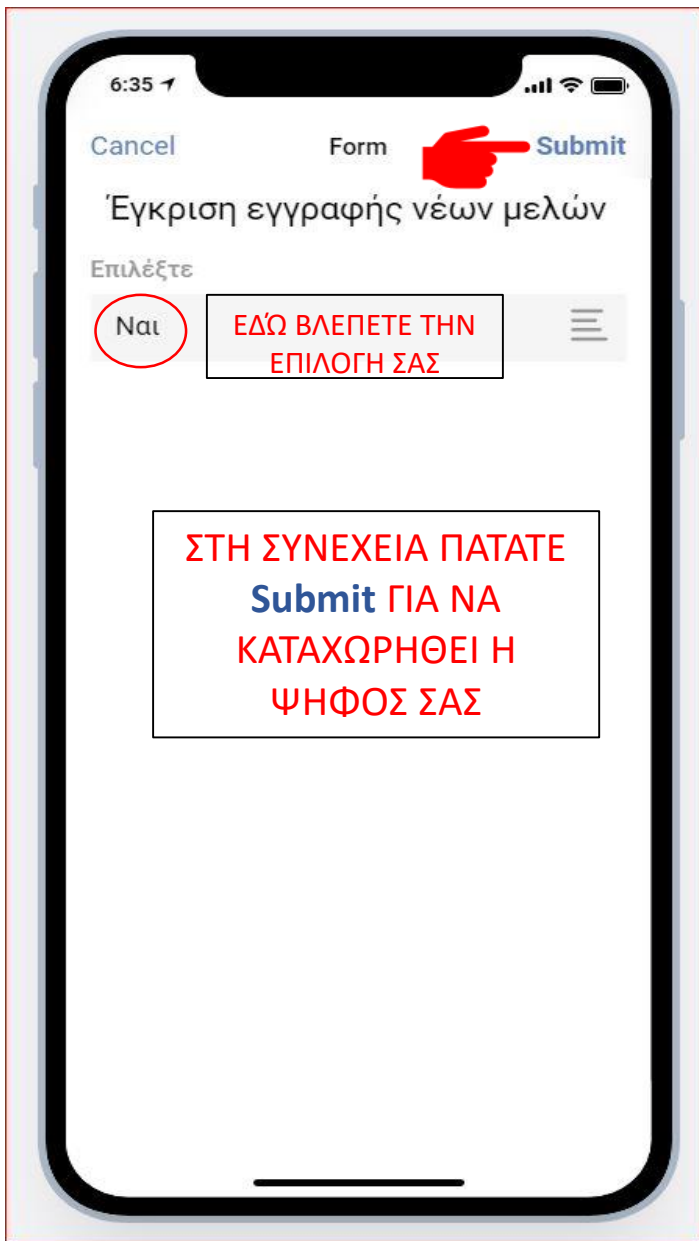 6:35
Cancel Form Submit
Έγκριση εγγραφής νέων μελών
Επιλέξτε
Ναι
ΕΔΏ ΒΛΕΠΕΤΕ ΤΗΝ
ΕΠΙΛΟΓΗ ΣΑΣ
ΣΤΗ ΣΥΝΕΧΕΙΑ ΠΑΤΑΤΕ
Submit ΓΙΑ ΝΑ
ΚΑΤΑΧΩΡΗΘΕΙ Η
ΨΗΦΟΣ ΣΑΣ